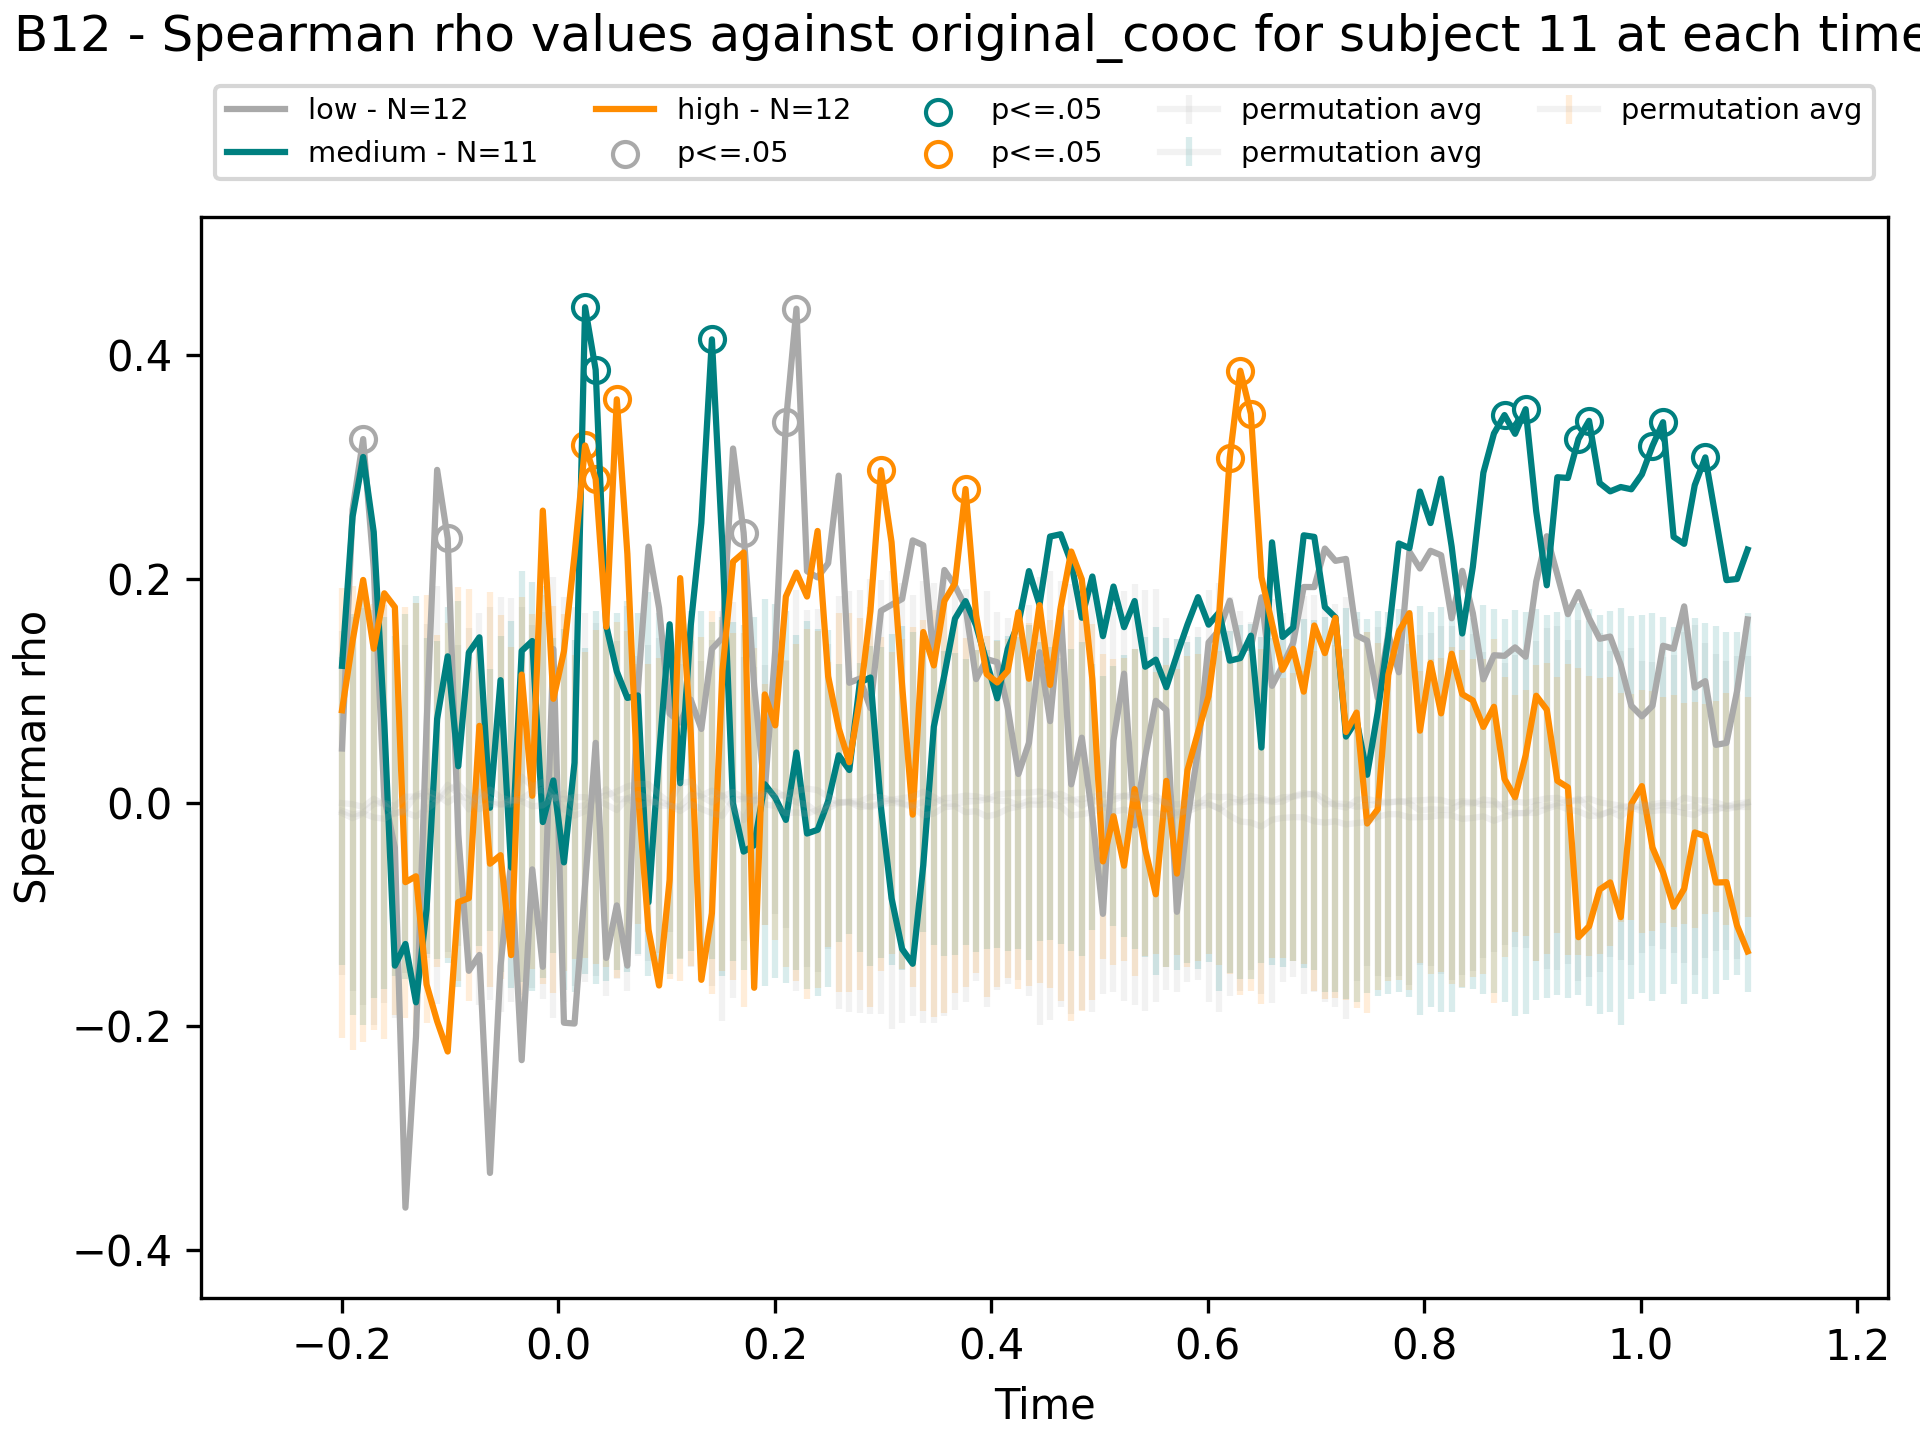 B12 - Spearman rho values against original_cooc for subject 11 at each time
low - N=12
medium - N=11
high - N=12
p<=.05
p<=.05
p<=.05
permutation avg
permutation avg
permutation avg
Spearman rho
0.4
0.2
0.0
−0.2
−0.4
−0.2 0.0 0.2 0.4 0.6 0.8 1.0 1.2
Time